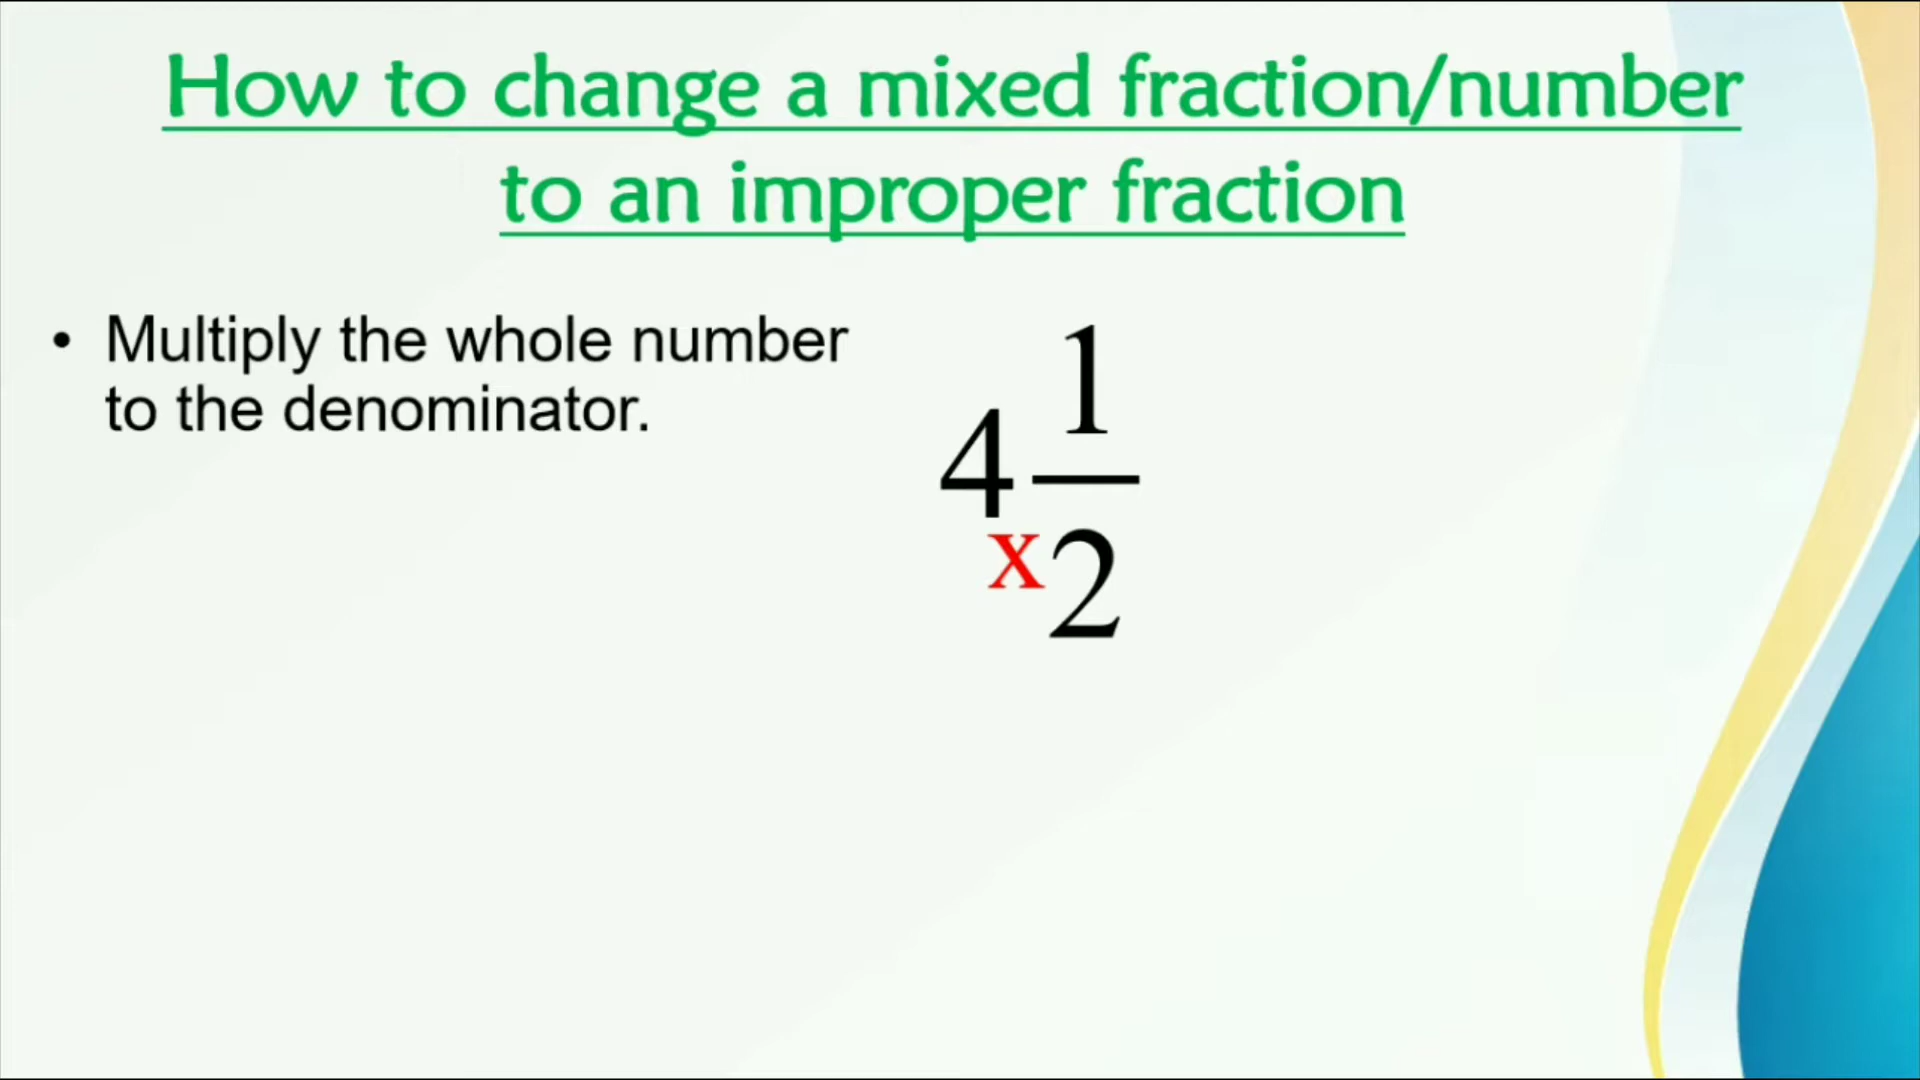 How to change a mixed fraction/number
to an improper fraction
• Multiply the whole number
to the denominator.
1
4
x
2